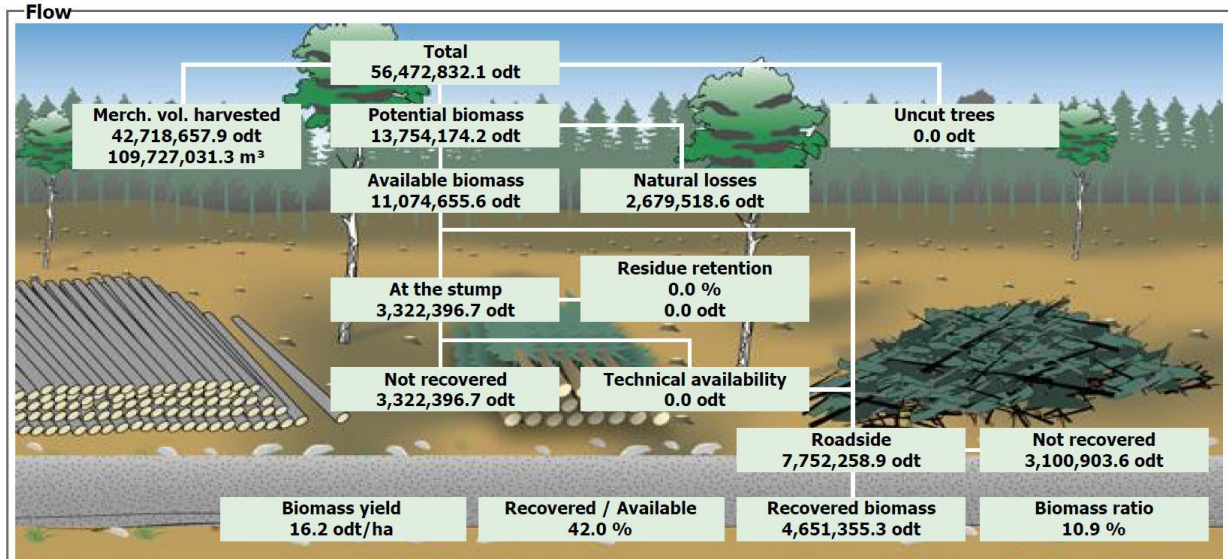 Flow
Total
56,472,832.1 odt
Merch. vol. harvested
42,718,657.9 odt
109,727,031.3 m³
Potential biomass
13,754,174.2 odt
Uncut trees
0.0 odt
Available biomass
11,074,655.6 odt
Natural losses
2,679,518.6 odt
Residue retention
0.0 %
0.0 odt
At the stump
3,322,396.7 odt
Not recovered
3,322,396.7 odt
Technical availability
0.0 odt
Roadside
7,752,258.9 odt
Not recovered
3,100,903.6 odt
Biomass yield
16.2 odt/ha
Recovered / Available
42.0 %
Recovered biomass
4,651,355.3 odt
Biomass ratio
10.9 %